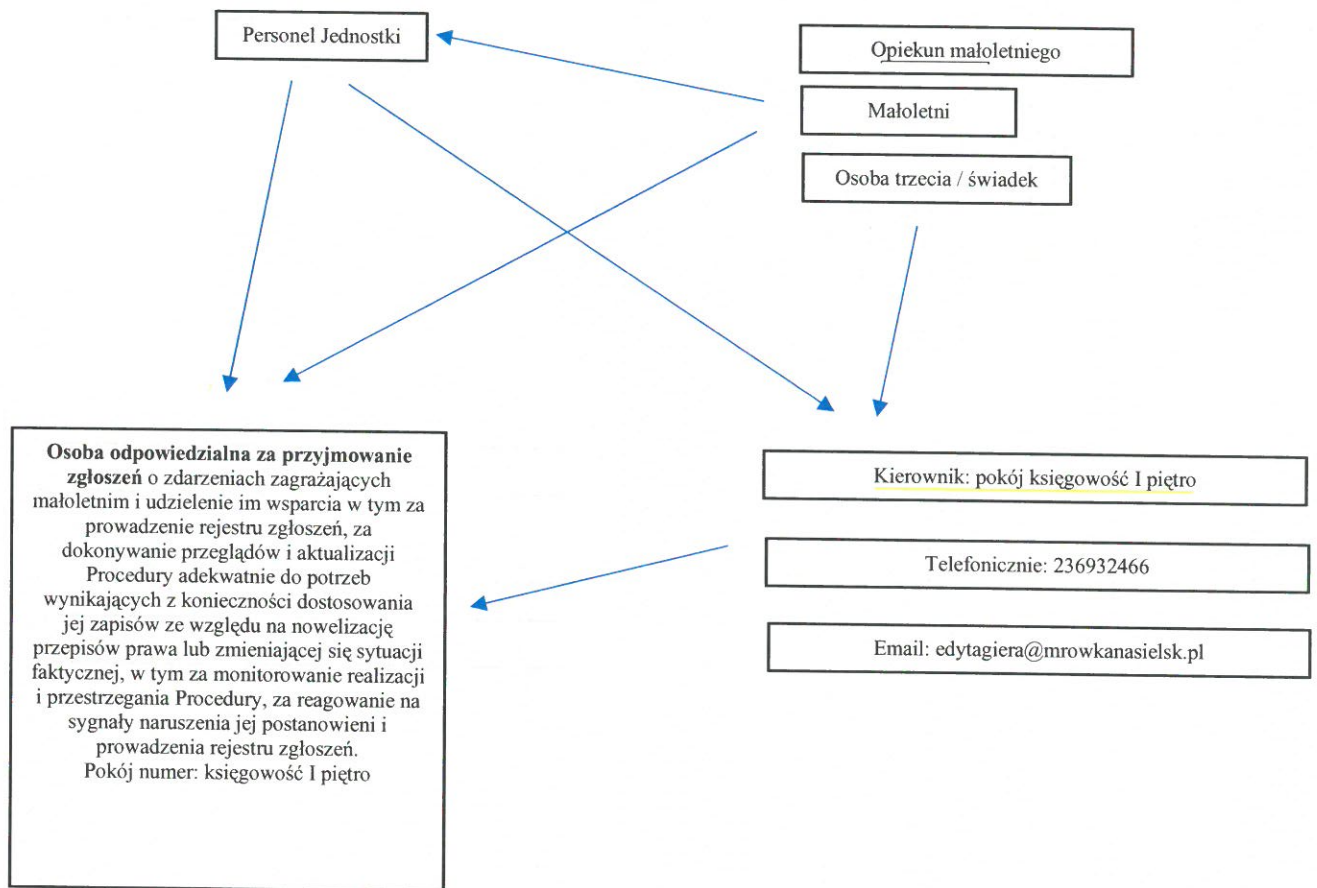 Personel Jednostki
Opiekun małoletniego
Małoletni
Osoba trzecia / świadek
Osoba odpowiedzialna za przyjmowanie
zgłoszeń o zdarzeniach zagrażających
małoletnim i udzielenie im wsparcia w tym za
prowadzenie rejestru zgłoszeń, za
dokonywanie przeglądów i aktualizacji
Procedury adekwatnie do potrzeb
wynikających z konieczności dostosowania
jej zapisów ze względu na nowelizację
przepisów prawa lub zmieniającej się sytuacji
faktycznej, w tym za monitorowanie realizacji
i przestrzegania Procedury, za reagowanie na
sygnały naruszenia jej postanowieni i
prowadzenia rejestru zgłoszeń.
Pokój numer: księgowość I piętro
Kierownik: pokój księgowość I piętro
Telefonicznie: 236932466
Email: edytagiera@mrowkanasielsk.pl